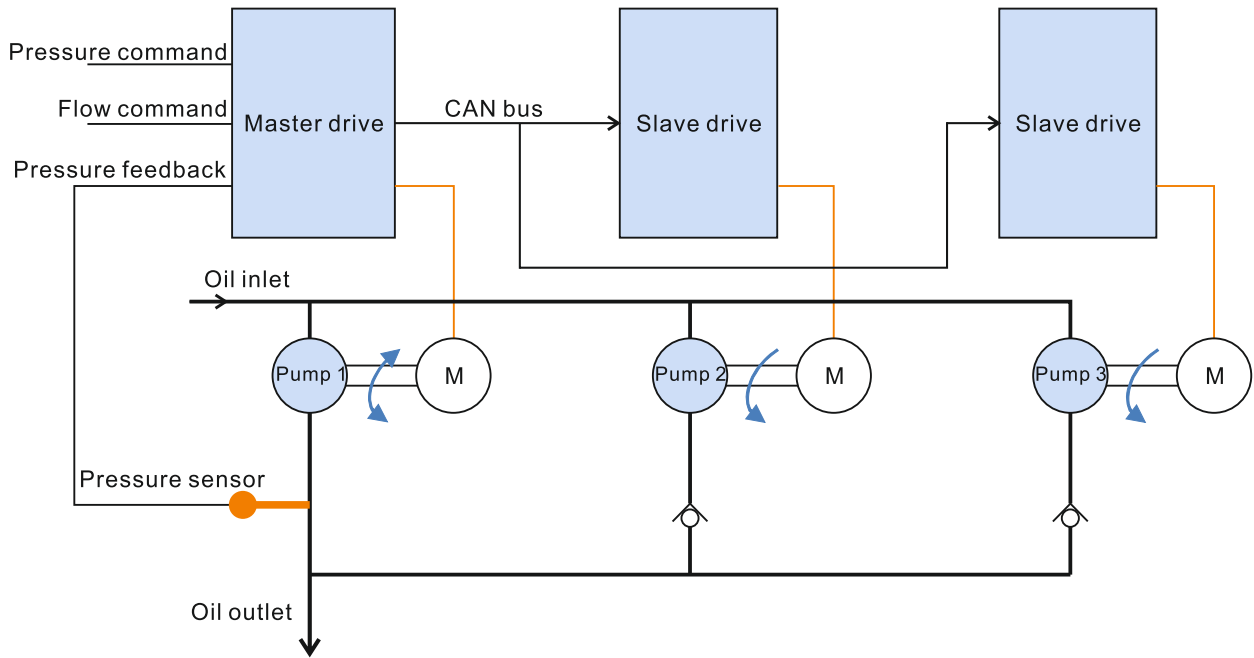 Pressure command
Flow command
Pressure feedback
Master drive
CAN bus
Slave drive
Slave drive
Oil inlet
Pump 1
M
Pump 2
M
Pump 3
M
Pressure sensor
Oil outlet